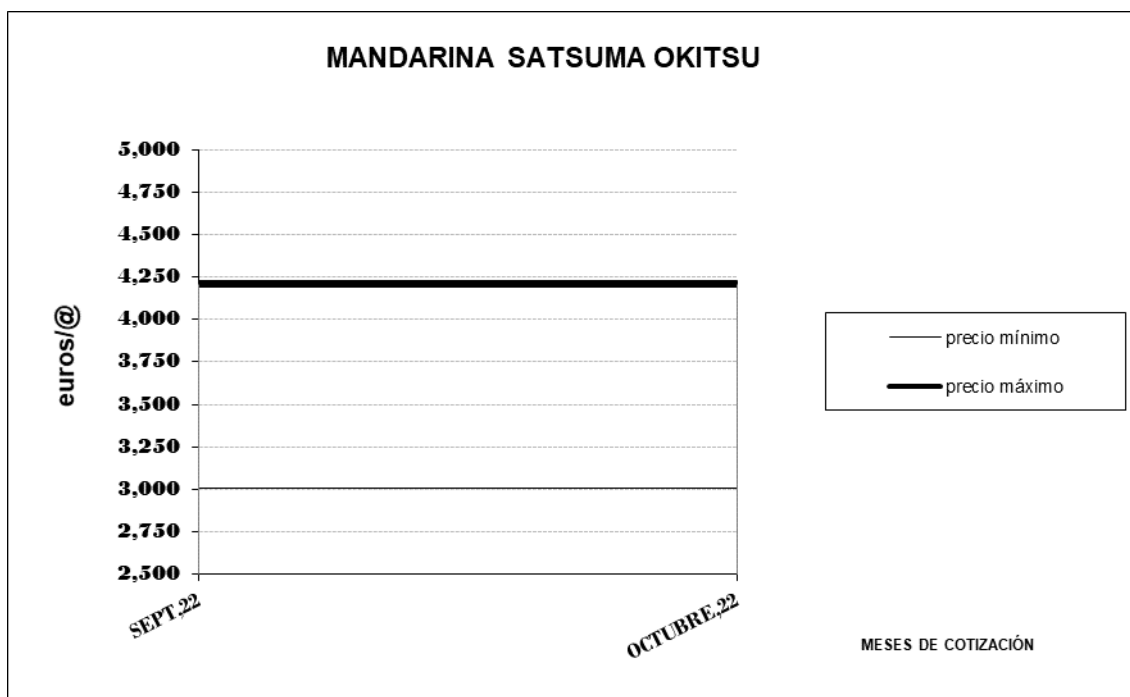 MANDARINA SATSUMA OKITSU
euros/@
5,000
4,750
4,500
4,250
4,000
3,750
3,500
3,250
3,000
2,750
2,500
SEPT,22
OCTUBRE,22
MESES DE COTIZACIÓN
precio mínimo
precio máximo